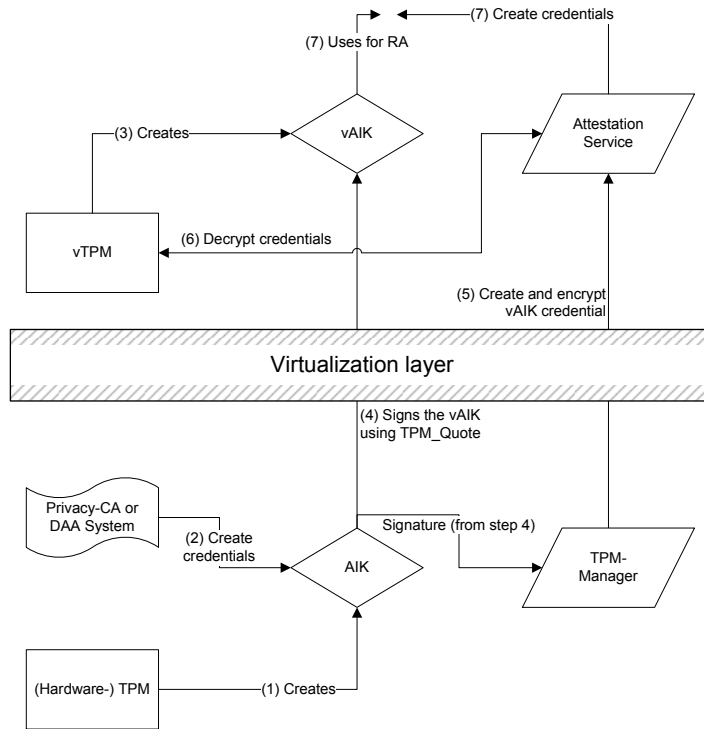 (7) Create credentials
(7) Uses for RA
(3) Creates
vAIK
Attestation
Service
vTPM
(6) Decrypt credentials
(5) Create and encrypt
vAIK credential
Virtualization layer
(4) Signs the vAIK
using TPM_Quote
Privacy-CA or
DAA System
(2) Create
credentials
AIK
Signature (from step 4)
TPM-
Manager
(Hardware-) TPM
(1) Creates